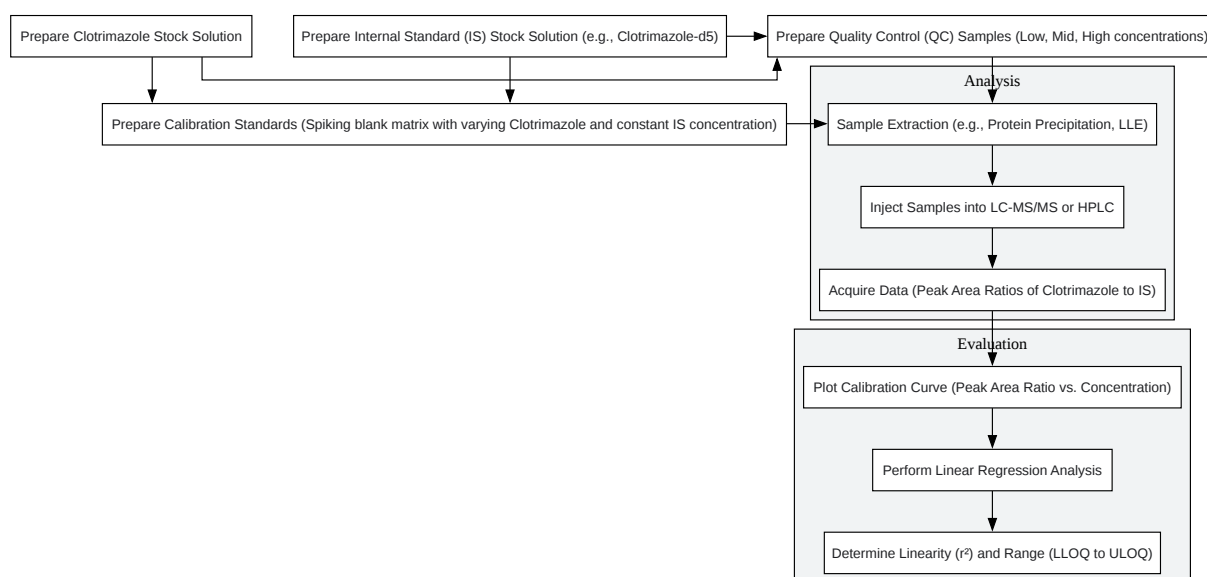 Prepare Clotrimazole Stock Solution
Prepare Internal Standard (IS) Stock Solution (e.g., Clotrimazole-d5)
Prepare Quality Control (QC) Samples (Low, Mid, High concentrations)
Analysis
Prepare Calibration Standards (Spiking blank matrix with varying Clotrimazole and constant IS concentration)
Sample Extraction (e.g., Protein Precipitation, LLE)
Inject Samples into LC-MS/MS or HPLC
Acquire Data (Peak Area Ratios of Clotrimazole to IS)
Evaluation
Plot Calibration Curve (Peak Area Ratio vs. Concentration)
Perform Linear Regression Analysis
Determine Linearity (r²) and Range (LLOQ to ULOQ)